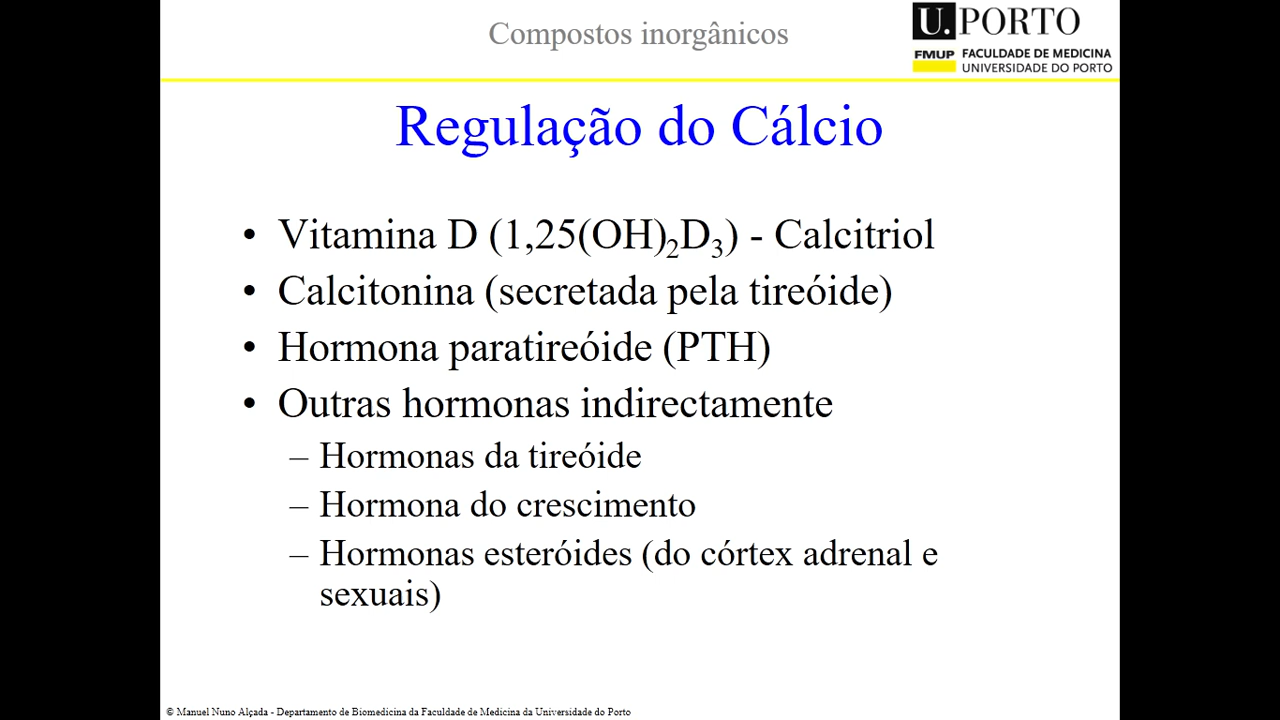 Compostos inorgânicos
U.PORTO
FMUP FACULDADE DE MEDICINA
UNIVERSIDADE DO PORTO
Regulação do Cálcio
• Vitamina D (1,25(OH)₂D₃) - Calcitriol
• Calcitonina (secretada pela tireóide)
• Hormona paratireóide (PTH)
• Outras hormonas indirectamente
– Hormonas da tireóide
– Hormona do crescimento
– Hormonas esteróides (do córtex adrenal e
sexuais)
© Manuel Nuno Alçada - Departamento de Biomedicina da Faculdade de Medicina da Universidade do Porto